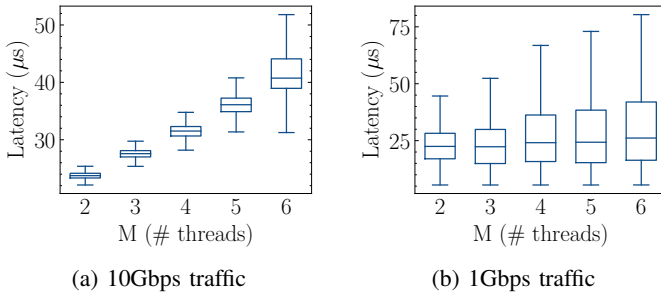 50
40
30
Latency (μs)
2 3 4 5 6
M (# threads)
(a) 10Gbps traffic
75
50
25
Latency (μs)
2 3 4 5 6
M (# threads)
(b) 1Gbps traffic